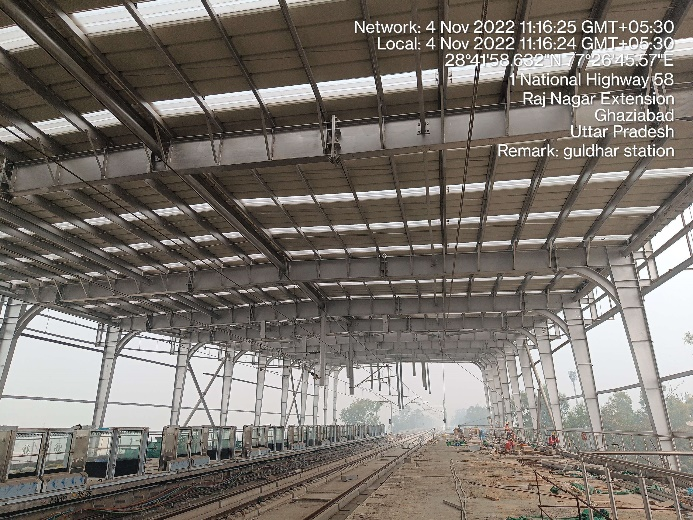 Network: 4 Nov 2022 11:16:25 GMT+05:30
Local: 4 Nov 2022 11:16:24 GMT+05:30
28°41'58.632"N 77°26'45.57"E
1 National Highway 58
Raj Nagar Extension
Ghaziabad
Uttar Pradesh
Remark: guldhar station